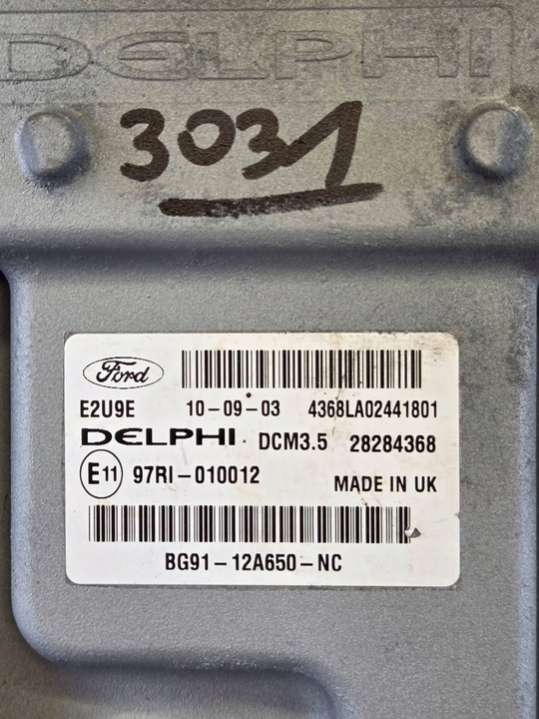 DELPHI
3031
Ford
E2U9E 10-09-03 4368LA02441801
DELPHI DCM3.5 28284368
E11 97RI-010012 MADE IN UK
BG91-12A650-NC